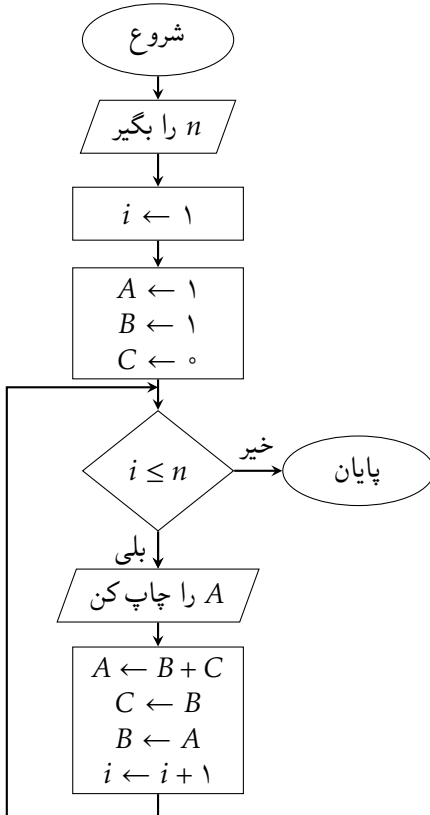 شروع
n را بگیر
i ← ۱
A ← ۱
B ← ۱
C ← ۰
i ≤ n
خیر
پایان
بلی
A را چاپ کن
A ← B + C
C ← B
B ← A
i ← i + ۱